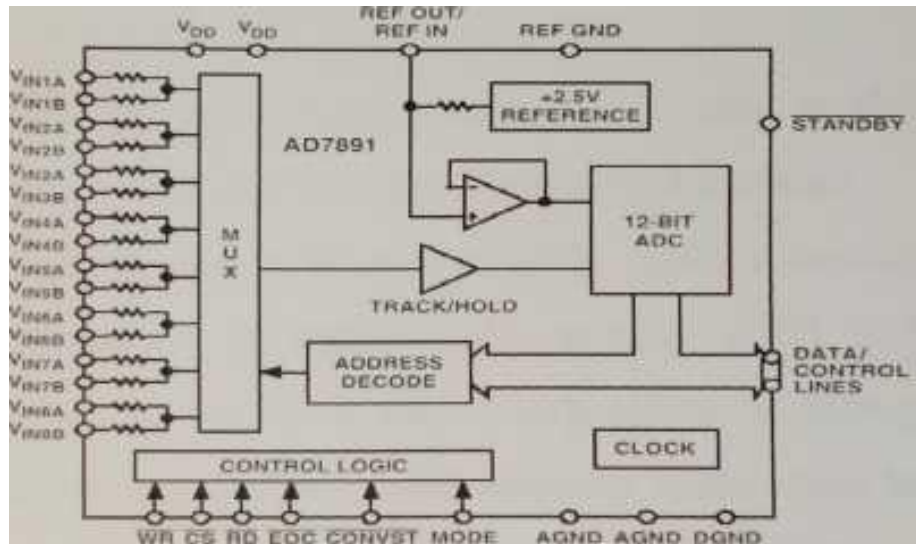 VDD VDD
REF OUT/
REF IN
REF GND
VIN1A
VIN1B
VIN2A
VIN2B
VIN3A
VIN3B
VIN4A
VIN4B
VIN5A
VIN5B
VIN6A
VIN6B
VIN7A
VIN7B
VIN8A
VIN8B
MUX
AD7891
+2.5V
REFERENCE
STANDBY
12-BIT
ADC
TRACK/HOLD
ADDRESS
DECODE
DATA/
CONTROL
LINES
CLOCK
CONTROL LOGIC
WR CS RD EOC CONVST MODE AGND AGND DGND